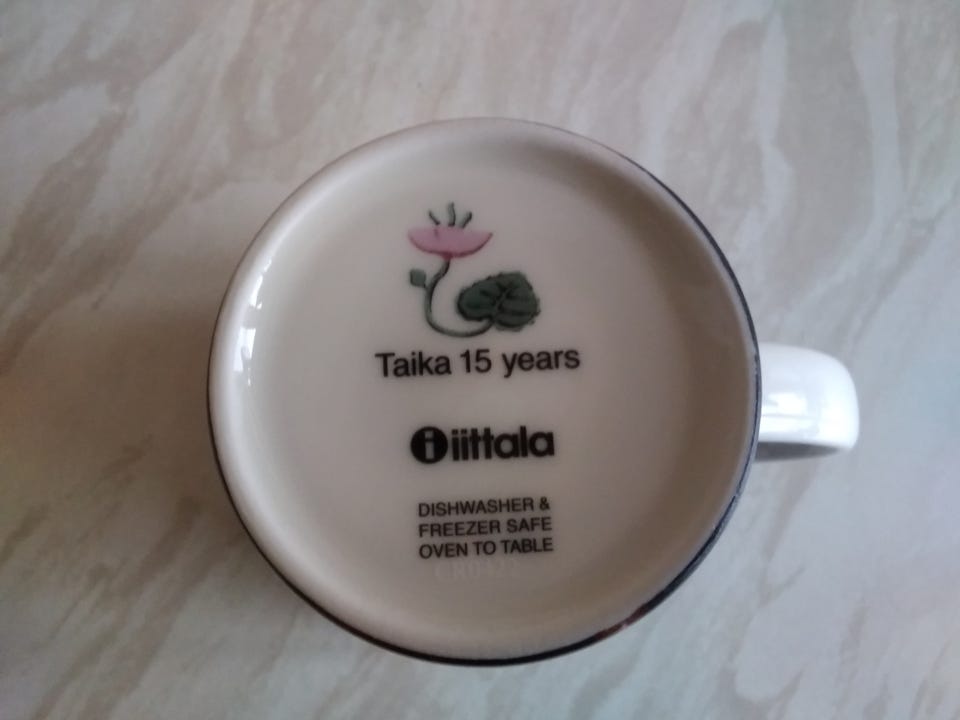 Taika 15 years
iittala
DISHWASHER &
FREEZER SAFE
OVEN TO TABLE